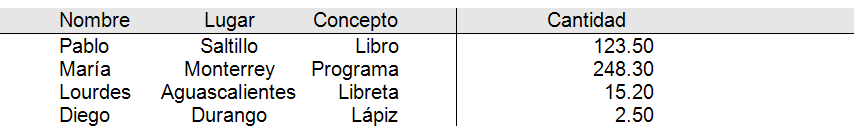 Nombre Lugar Concepto Cantidad
Pablo Saltillo Libro 123.50
María Monterrey Programa 248.30
Lourdes Aguascalientes Libreta 15.20
Diego Durango Lápiz 2.50